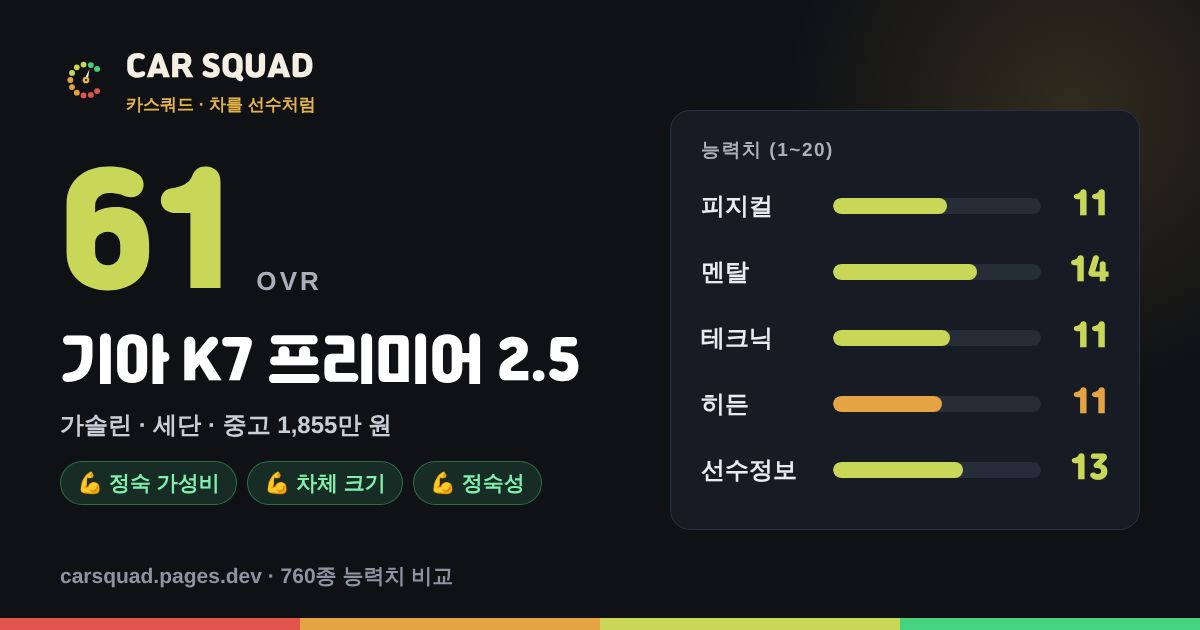 CAR SQUAD
카스쿼드 · 차를 선수처럼
61 OVR
기아 K7 프리미어 2.5
가솔린 · 세단 · 중고 1,855만 원
💪 정숙 가성비 💪 차체 크기 💪 정숙성
carsquad.pages.dev · 760종 능력치 비교
능력치 (1~20)
피지컬 11
멘탈 14
테크닉 11
히든 11
선수정보 13